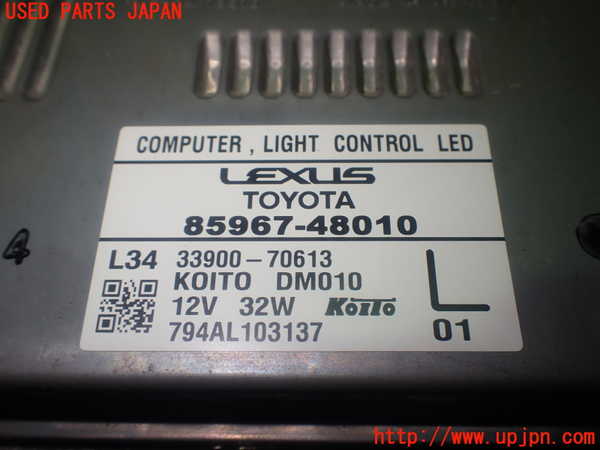 USED PARTS JAPAN
COMPUTER , LIGHT CONTROL LED
LEXUS
TOYOTA
85967-48010
L34 33900-70613
KOITO DM010
12V 32W KOITO
794AL103137
L
01
4
http://www.upjpn.com/